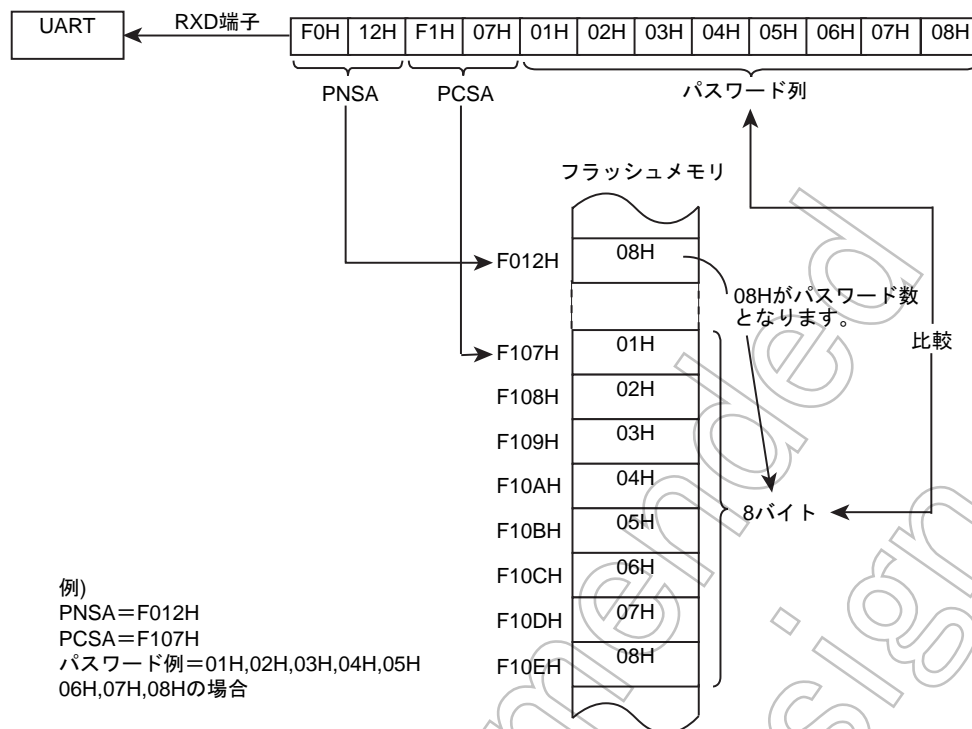 UART
RXD端子
F0H 12H F1H 07H 01H 02H 03H 04H 05H 06H 07H 08H
PNSA
PCSA
パスワード列
フラッシュメモリ
F012H
08H
08Hがパスワード数
となります。
比較
F107H
01H
F108H
02H
F109H
03H
F10AH
04H
F10BH
05H
F10CH
06H
F10DH
07H
F10EH
08H
8バイト
例)
PNSA=F012H
PCSA=F107H
パスワード例=01H,02H,03H,04H,05H
06H,07H,08Hの場合
mended
sign